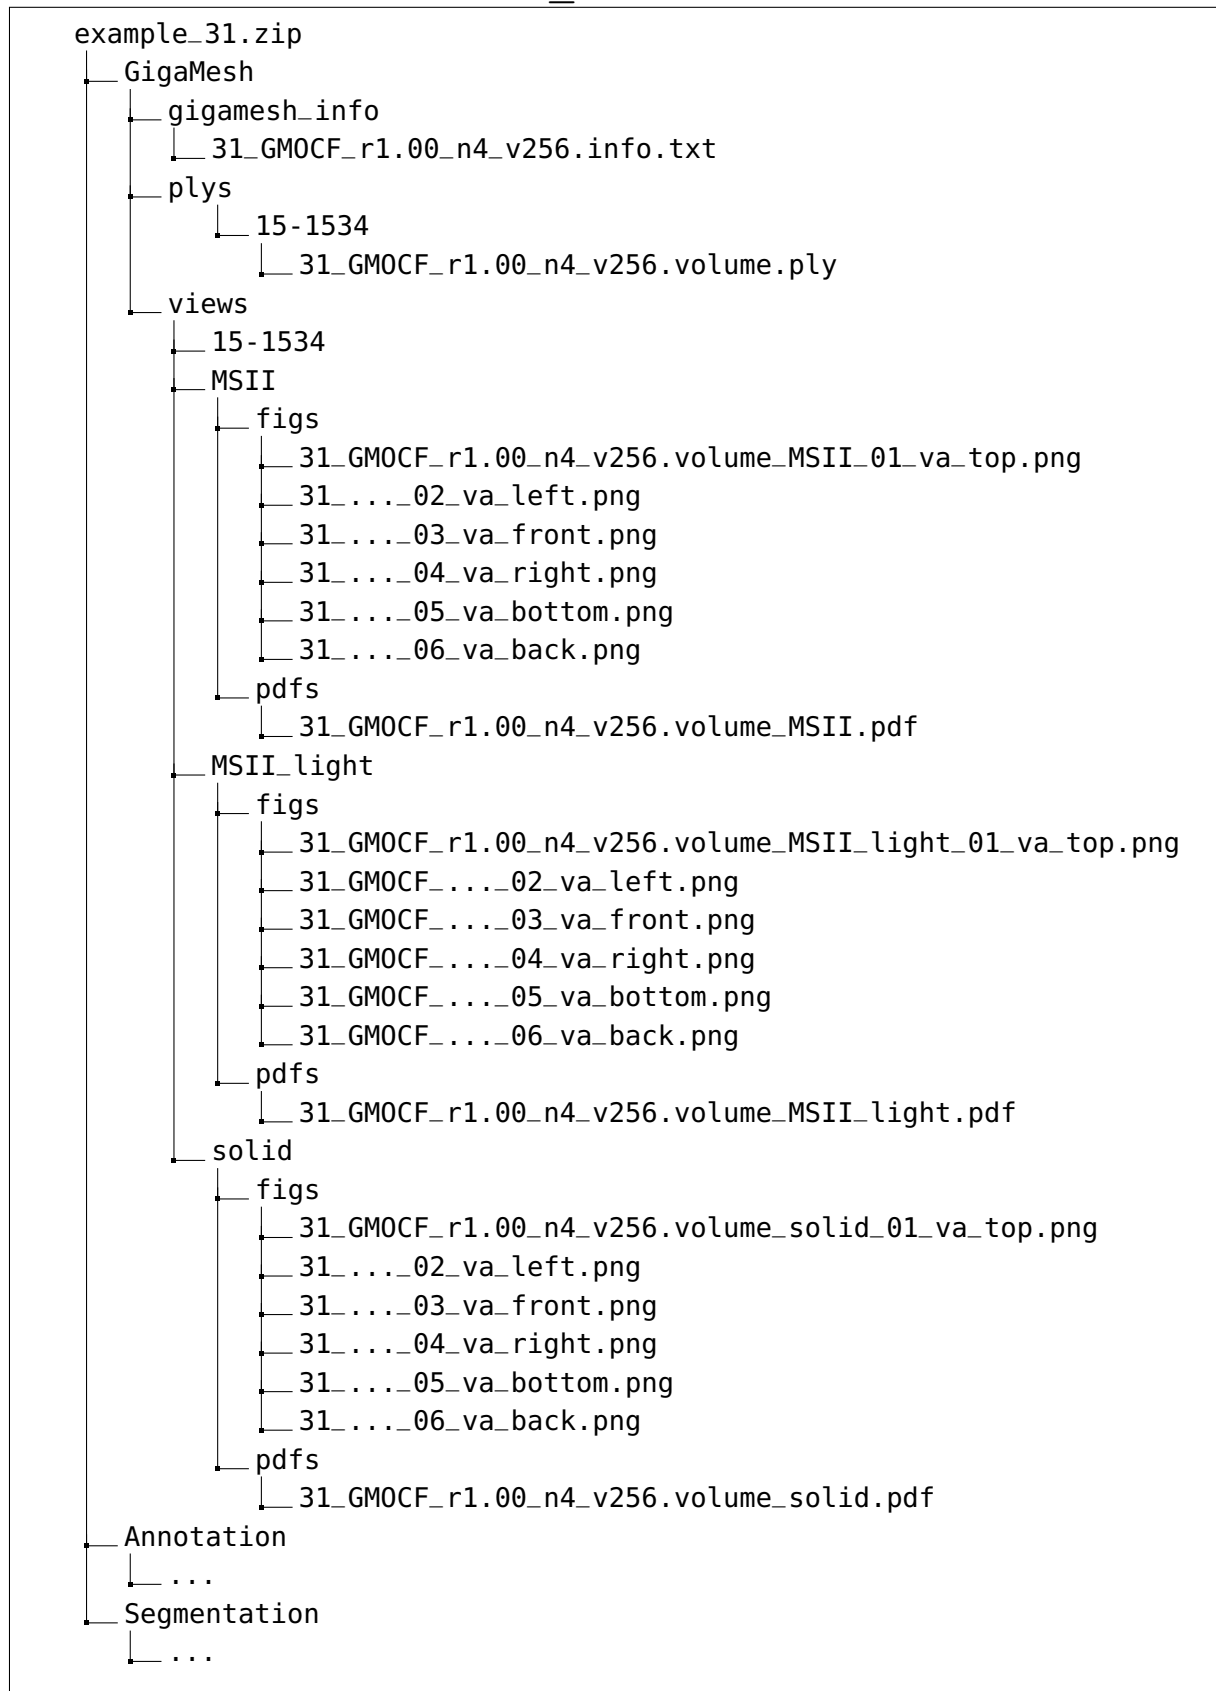 example_31.zip
GigaMesh
gigamesh_info
31_GMOCF_r1.00_n4_v256.info.txt
plys
15-1534
31_GMOCF_r1.00_n4_v256.volume.ply
views
15-1534
MSII
figs
31_GMOCF_r1.00_n4_v256.volume_MSII_01_va_top.png
31_..._02_va_left.png
31_..._03_va_front.png
31_..._04_va_right.png
31_..._05_va_bottom.png
31_..._06_va_back.png
pdfs
31_GMOCF_r1.00_n4_v256.volume_MSII.pdf
MSII_light
figs
31_GMOCF_r1.00_n4_v256.volume_MSII_light_01_va_top.png
31_GMOCF_..._02_va_left.png
31_GMOCF_..._03_va_front.png
31_GMOCF_..._04_va_right.png
31_GMOCF_..._05_va_bottom.png
31_GMOCF_..._06_va_back.png
pdfs
31_GMOCF_r1.00_n4_v256.volume_MSII_light.pdf
solid
figs
31_GMOCF_r1.00_n4_v256.volume_solid_01_va_top.png
31_..._02_va_left.png
31_..._03_va_front.png
31_..._04_va_right.png
31_..._05_va_bottom.png
31_..._06_va_back.png
pdfs
31_GMOCF_r1.00_n4_v256.volume_solid.pdf
Annotation
...
Segmentation
...